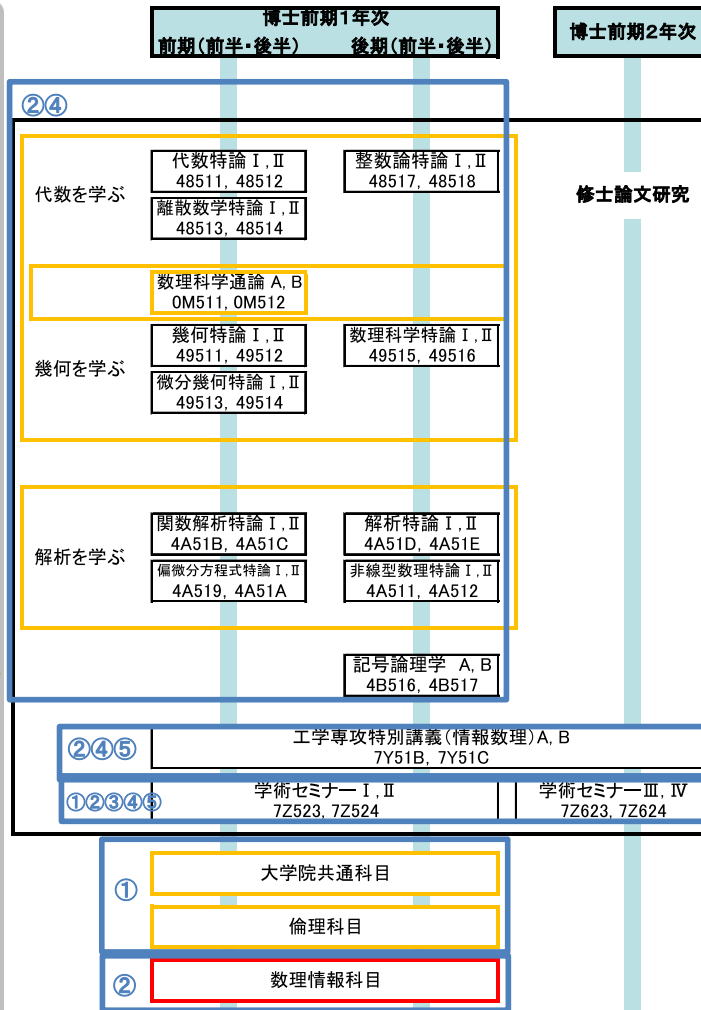 博士前期1年次
前期(前半・後半) 後期(前半・後半)
博士前期2年次
②④
代数を学ぶ
代数特論Ⅰ,Ⅱ
48511, 48512
整数論特論Ⅰ,Ⅱ
48517, 48518
離散数学特論Ⅰ,Ⅱ
48513, 48514
修士論文研究
数理科学通論 A, B
0M511, 0M512
幾何を学ぶ
幾何特論Ⅰ,Ⅱ
49511, 49512
数理科学特論Ⅰ,Ⅱ
49515, 49516
微分幾何特論Ⅰ,Ⅱ
49513, 49514
解析を学ぶ
関数解析特論Ⅰ,Ⅱ
4A51B, 4A51C
解析特論Ⅰ,Ⅱ
4A51D, 4A51E
偏微分方程式特論Ⅰ,Ⅱ
4A519, 4A51A
非線型数理特論Ⅰ,Ⅱ
4A511, 4A512
記号論理学 A, B
4B516, 4B517
②④⑤
工学専攻特別講義(情報数理)A, B
7Y51B, 7Y51C
①②③④⑤
学術セミナーⅠ,Ⅱ
7Z523, 7Z524
学術セミナーⅢ, Ⅳ
7Z623, 7Z624
①
大学院共通科目
倫理科目
②
数理情報科目